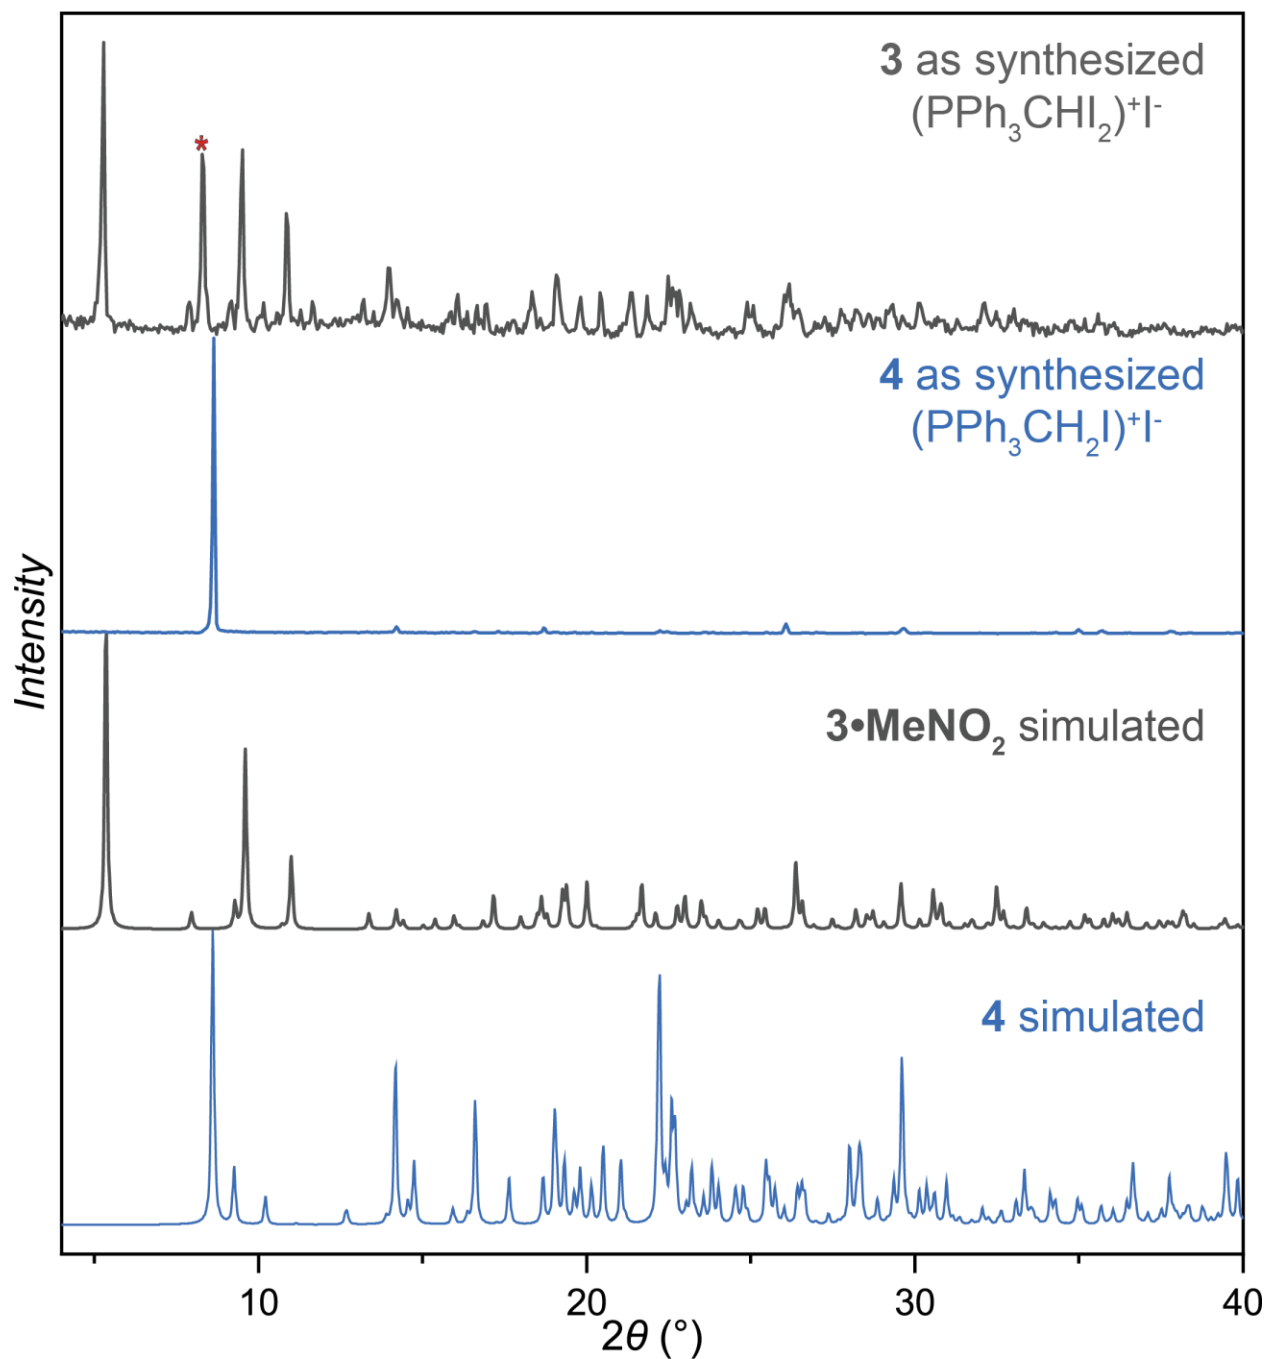 3 as synthesized
(PPh₃CHI₂)⁺I⁻
*
4 as synthesized
(PPh₃CH₂I)⁺I⁻
Intensity
3•MeNO₂ simulated
4 simulated
10 20 30 40
2θ (°)